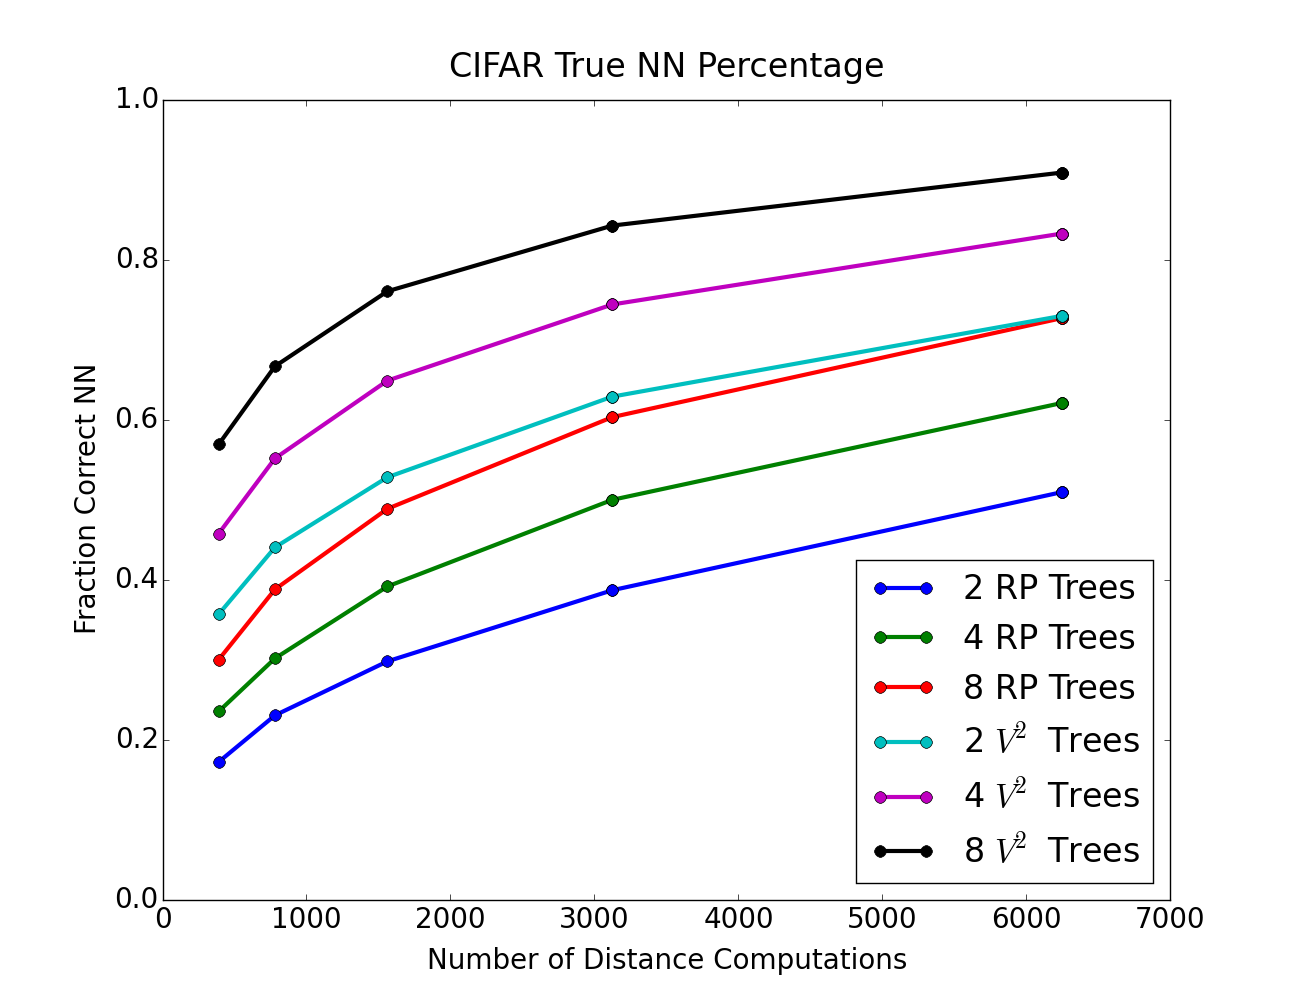 CIFAR True NN Percentage
1.0
0.8
0.6
0.4
0.2
0.0
Fraction Correct NN
2 RP Trees
4 RP Trees
8 RP Trees
2 V² Trees
4 V² Trees
8 V² Trees
0 1000 2000 3000 4000 5000 6000 7000
Number of Distance Computations